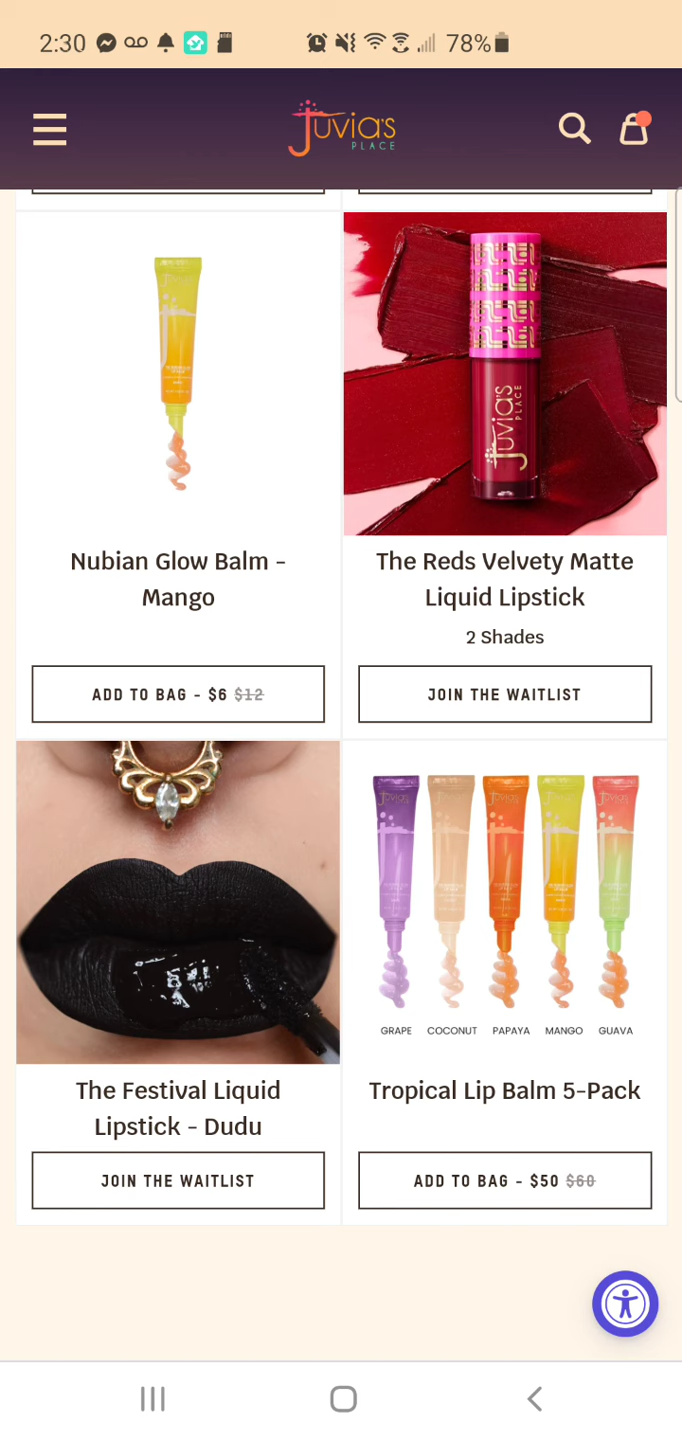 2:30
78%
Juvia's
PLACE
Juvia's
PLACE
Nubian Glow Balm -
Mango
The Reds Velvety Matte
Liquid Lipstick
2 Shades
ADD TO BAG - $6 $12
JOIN THE WAITLIST
GRAPE COCONUT PAPAYA MANGO GUAVA
The Festival Liquid
Lipstick - Dudu
Tropical Lip Balm 5-Pack
JOIN THE WAITLIST
ADD TO BAG - $50 $60